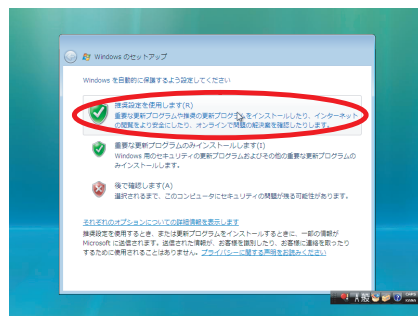 Windows のセットアップ
Windows を自動的に保護するよう設定してください
推奨設定を使用します(R)
重要な更新プログラムや推奨の更新プログラムをインストールしたり、インターネット
の閲覧をより安全にしたり、オンラインで問題の解決策を確認したりします。
重要な更新プログラムのみインストールします(I)
Windows 用のセキュリティの更新プログラムおよびその他の重要な更新プログラムの
みインストールします。
後で確認します(A)
選択されるまで、このコンピュータにセキュリティの問題が残る可能性があります。
それぞれのオプションについての詳細情報を表示します
推奨設定を使用するとき、または更新プログラムをインストールするときに、一部の情報が
Microsoft に送信されます。送信された情報が、お客様を識別したり、お客様に連絡を取ったり
するために使用されることはありません。プライバシーに関する声明をお読みください
A 般
CAPS
KANA